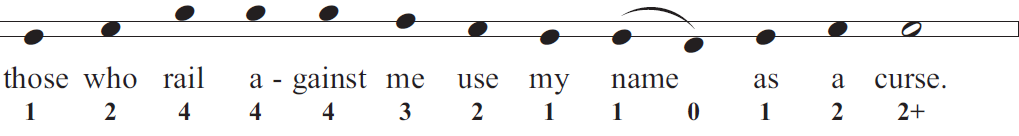 those who rail a - gainst me use my name as a curse.
1 2 4 4 4 3 2 1 1 0 1 2 2+